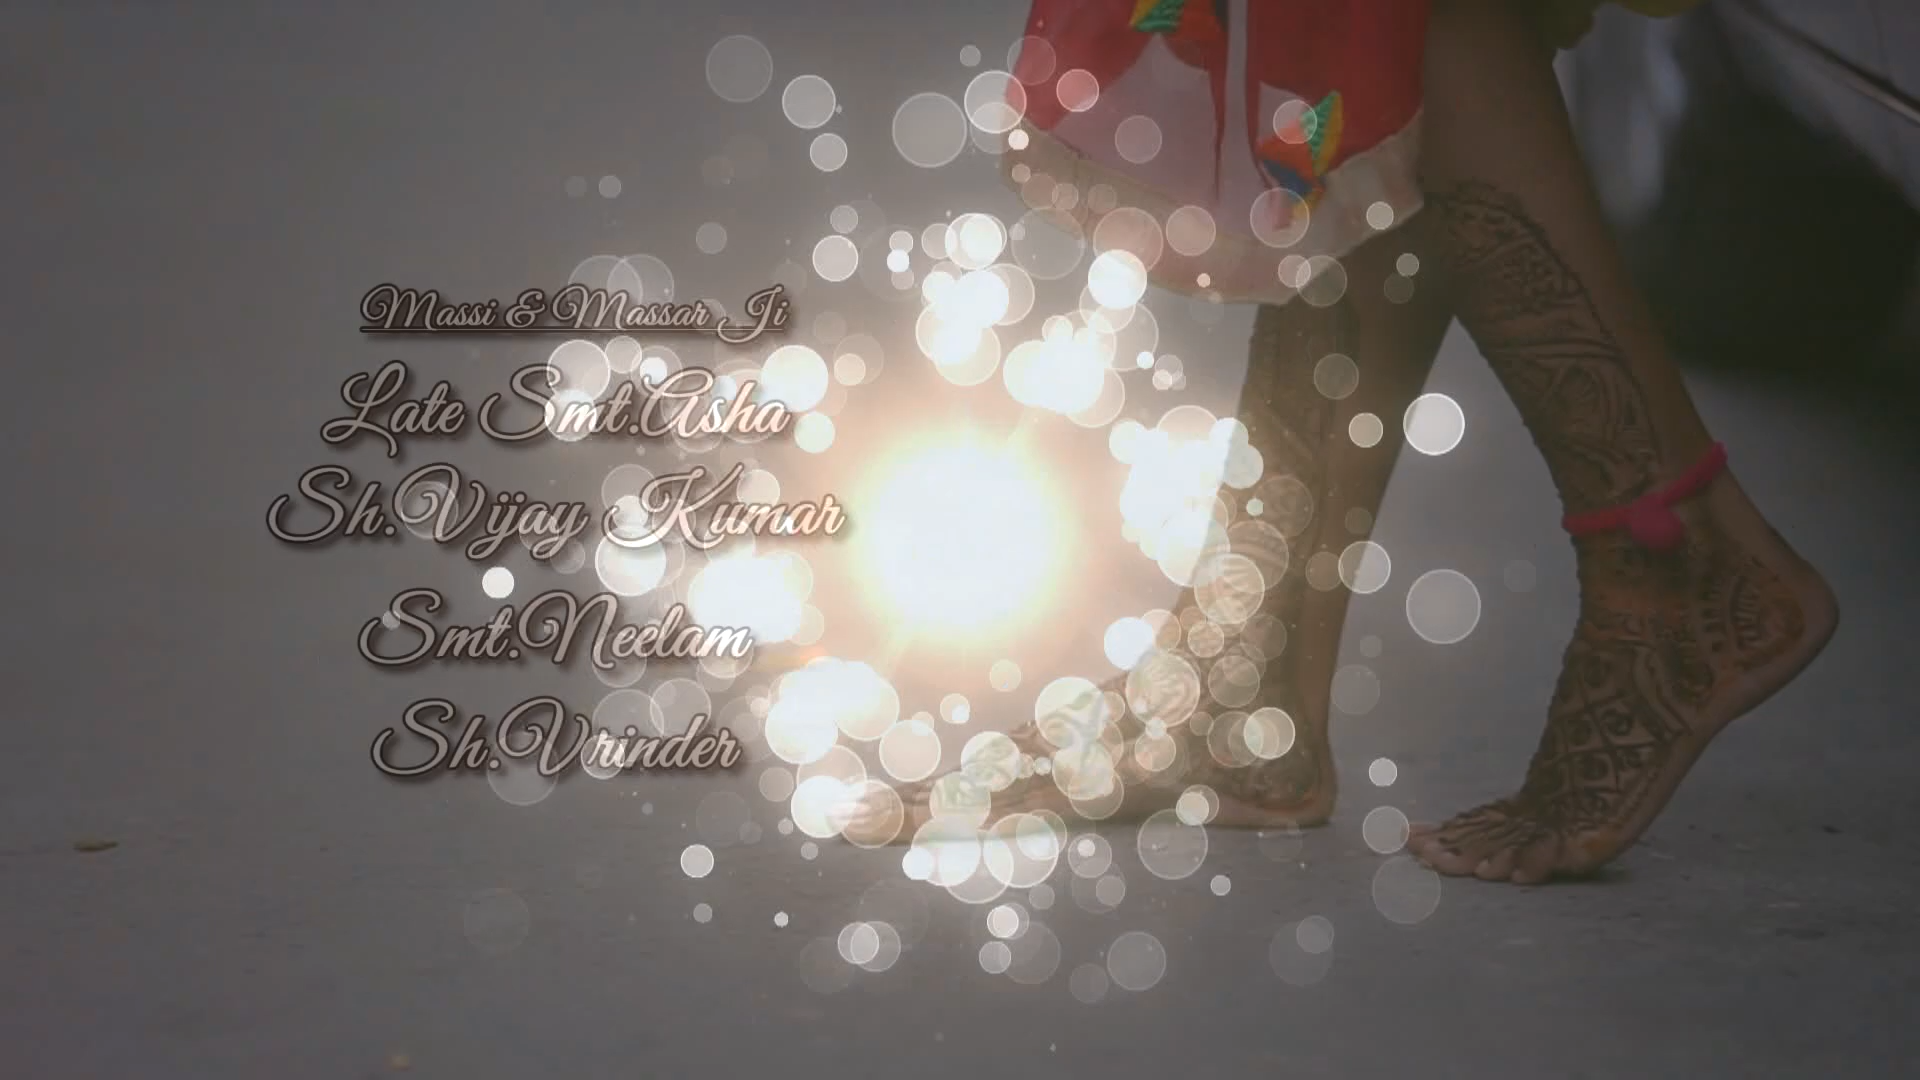 Massi & Massar Ji
Late Smt.Asha
Sh.Vijay Kumar
Smt.Neelam
Sh.Vrinder